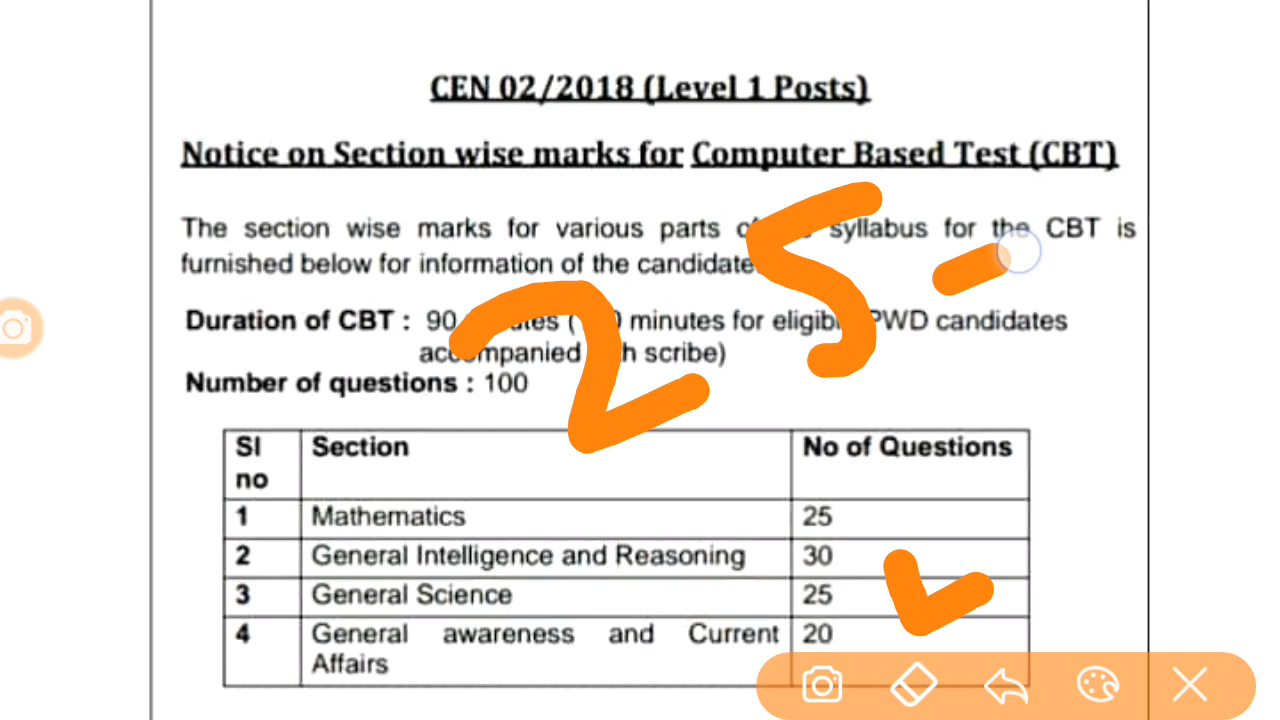 CEN 02/2018 (Level 1 Posts)
Notice on Section wise marks for Computer Based Test (CBT)
The section wise marks for various parts syllabus for the CBT is
furnished below for information of the
25-
Duration of CBT : 90 minutes for PWD candidates
scribe)
Number of questions : 100
Sl no Section No of Questions
1 Mathematics 25
2 General Intelligence and Reasoning 30
3 General Science 25
4 General awareness and Current 20
Affairs